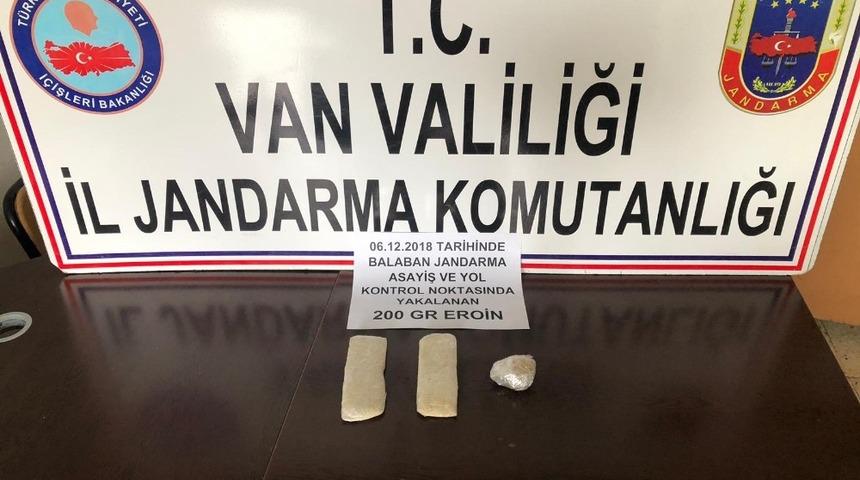 T.C.
VAN VALİLİĞİ
İL JANDARMA KOMUTANLIĞI
İÇİŞLERİ BAKANLIĞI
JANDARMA
06.12.2018 TARİHİNDE
BALABAN JANDARMA
ASAYİŞ VE YOL
KONTROL NOKTASINDA
YAKALANAN
200 GR EROİN